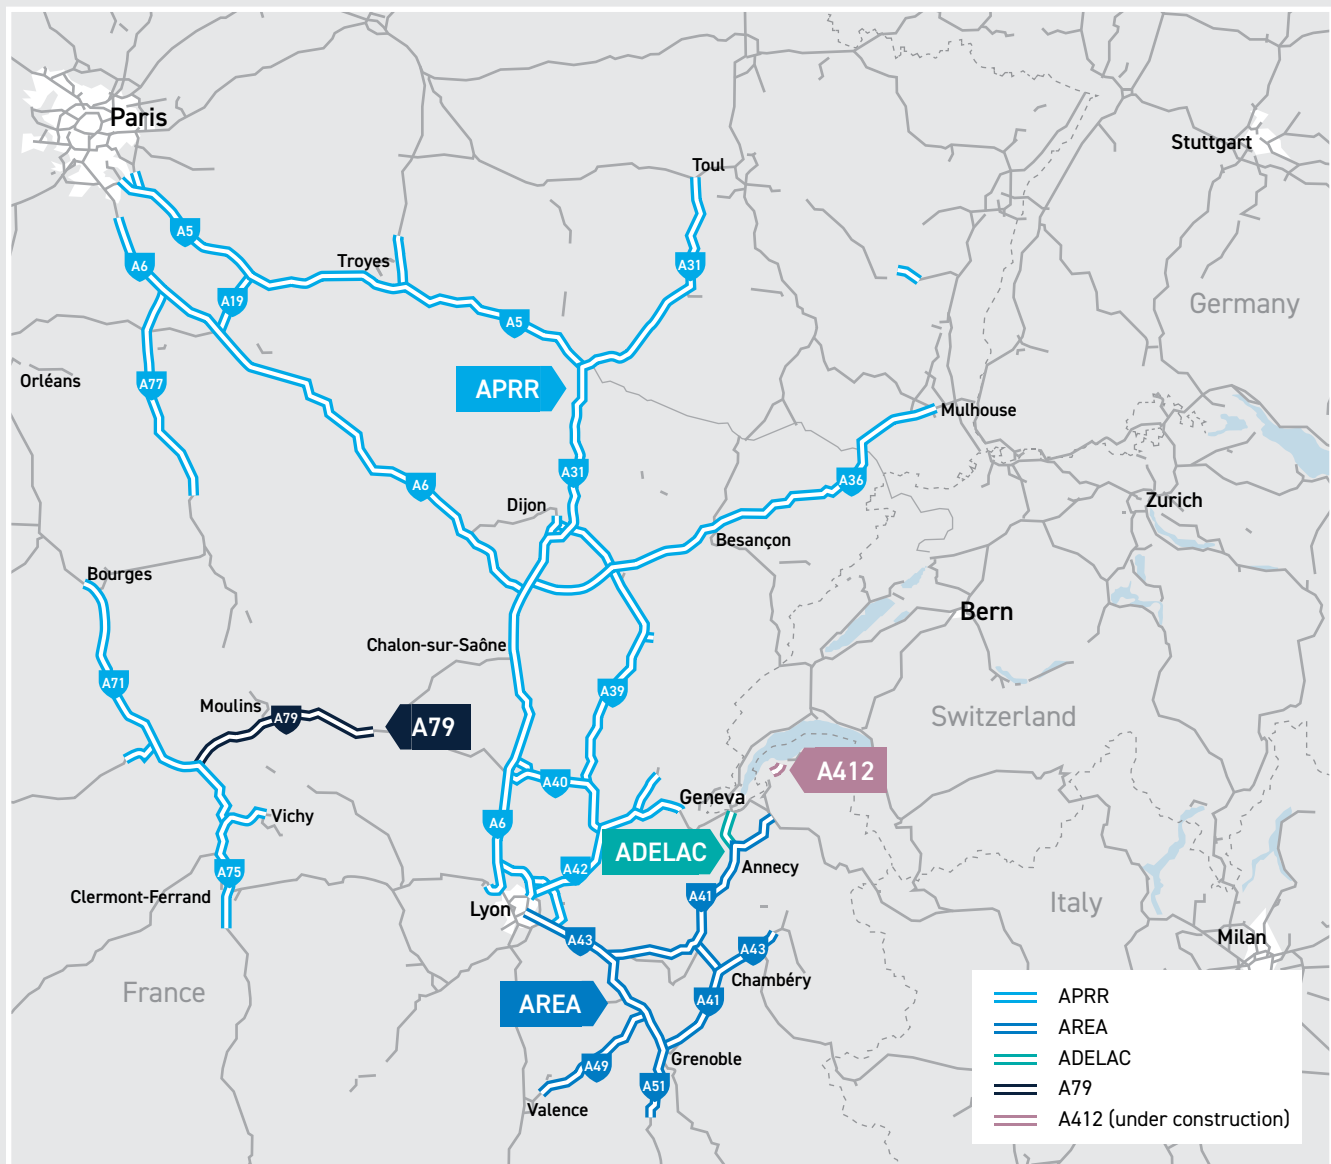 Paris
Stuttgart
Toul
A5
A6
Troyes
A31
A19
Germany
A5
Orléans
A77
APRR
Mulhouse
A31
A6
A36
Dijon
Zurich
Besançon
Bourges
Bern
Chalon-sur-Saône
A71
A39
Moulins
A79
A79
Switzerland
A412
A40
Geneva
Vichy
A6
ADELAC
A75
A42
Annecy
Clermont-Ferrand
A41
Lyon
Italy
A43
A43
Milan
Chambéry
France
A41
AREA
Grenoble
A49
A51
Valence
APRR
AREA
ADELAC
A79
A412 (under construction)